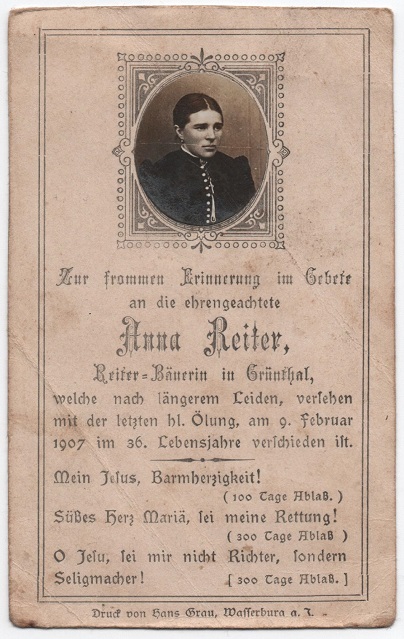 Zur frommen Erinnerung im Gebete
an die ehrengeachtete
Anna Reiter,
Reiter=Bäuerin in Grünthal,
welche nach längerem Leiden, versehen
mit der letzten hl. Ölung, am 9. Februar
1907 im 36. Lebensjahre verschieden ist.
Mein Jesus, Barmherzigkeit!
(100 Tage Ablaß.)
Süßes Herz Mariä, sei meine Rettung!
(300 Tage Ablaß)
O Jesu, sei mir nicht Richter, sondern
Seligmacher! [300 Tage Ablaß.]
Druck von Hans Grau, Wasserburg a. I.